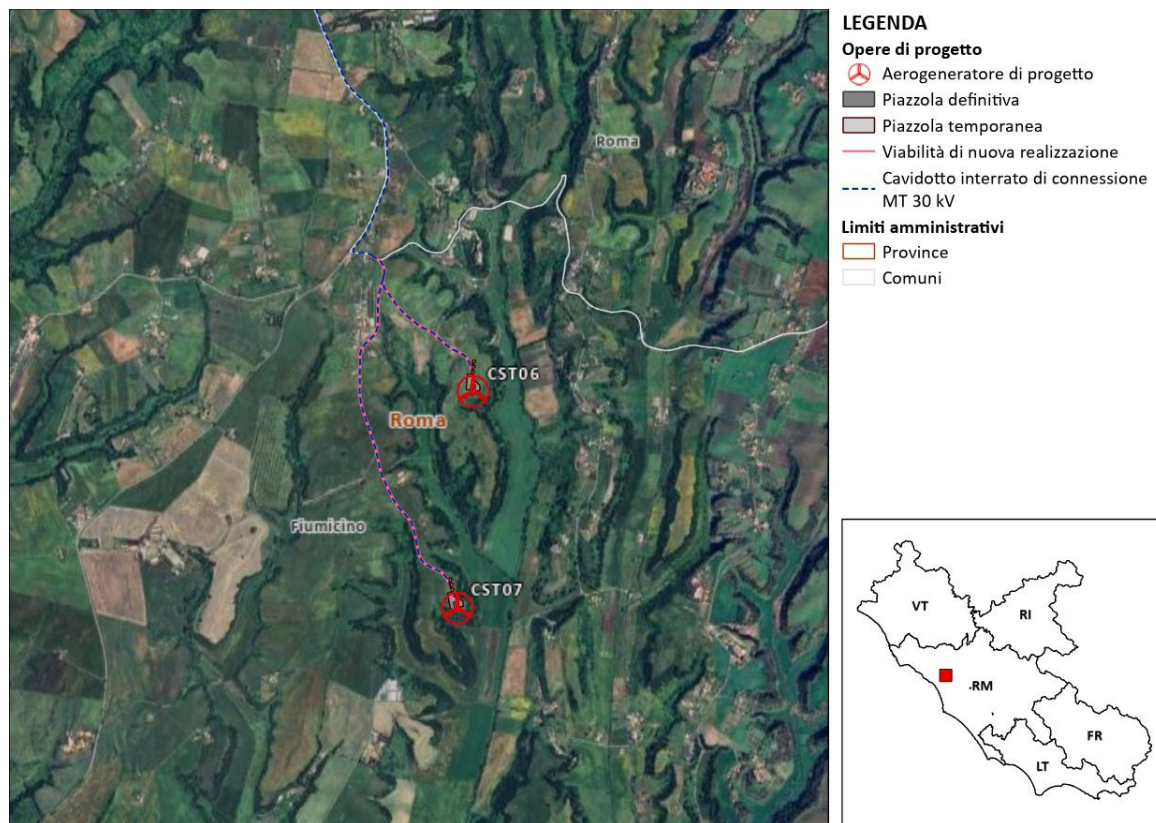 Roma
CST06
Roma
Fiumicino
CST07
LEGENDA
Opere di progetto
Aerogeneratore di progetto
Piazzola definitiva
Piazzola temporanea
Viabilità di nuova realizzazione
Cavidotto interrato di connessione
MT 30 kV
Limiti amministrativi
Province
Comuni
VT
RI
RM
FR
LT